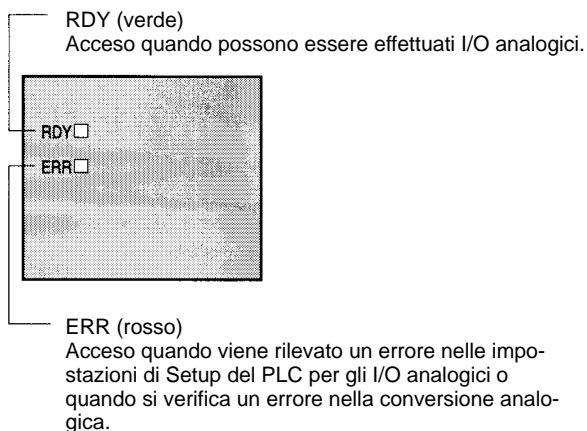 RDY (verde)
Acceso quando possono essere effettuati I/O analogici.
RDY
ERR
ERR (rosso)
Acceso quando viene rilevato un errore nelle impo-
stazioni di Setup del PLC per gli I/O analogici o
quando si verifica un errore nella conversione analo-
gica.